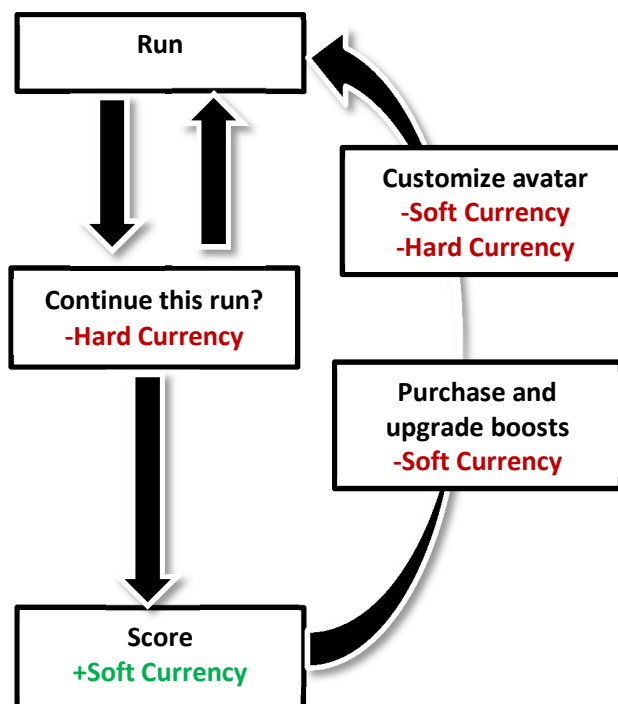 Run
Customize avatar
-Soft Currency
-Hard Currency
Continue this run?
-Hard Currency
Purchase and
upgrade boosts
-Soft Currency
Score
+Soft Currency